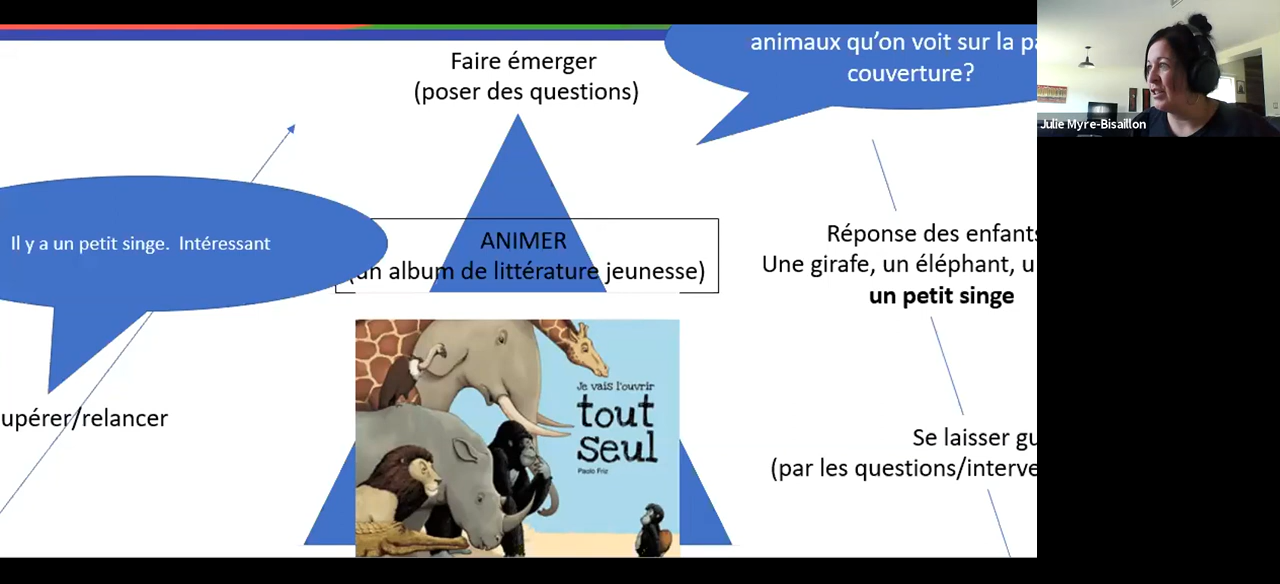 Faire émerger
(poser des questions)
animaux qu'on voit sur la
couverture?
Julie Myre-Bisaillon
Il y a un petit singe. Intéressant
ANIMER
un album de littérature jeunesse)
Réponse des enfants
Une girafe, un éléphant,
un petit singe
Je vais l'ouvrir
tout
seul
Paolo Friz
upérer/relancer
Se laisser
(par les questions/interve